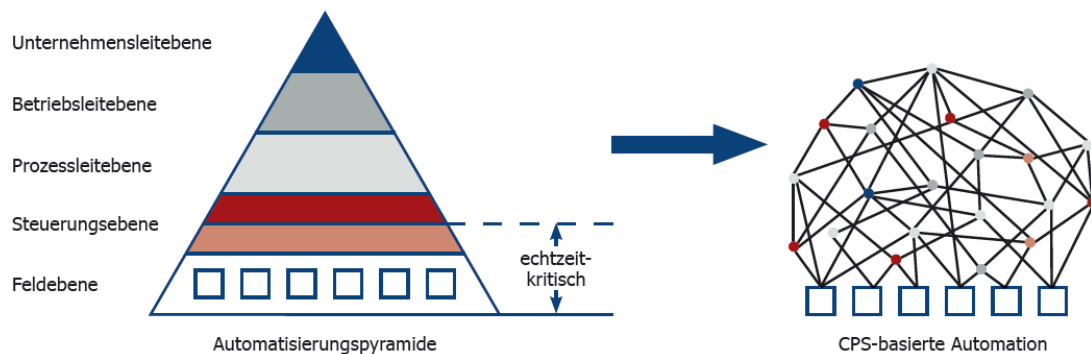 Unternehmensleitebene
Betriebsleitebene
Prozessleitebene
Steuerungsebene
echtzeit-
kritisch
Feldebene
Automatisierungspyramide
CPS-basierte Automation